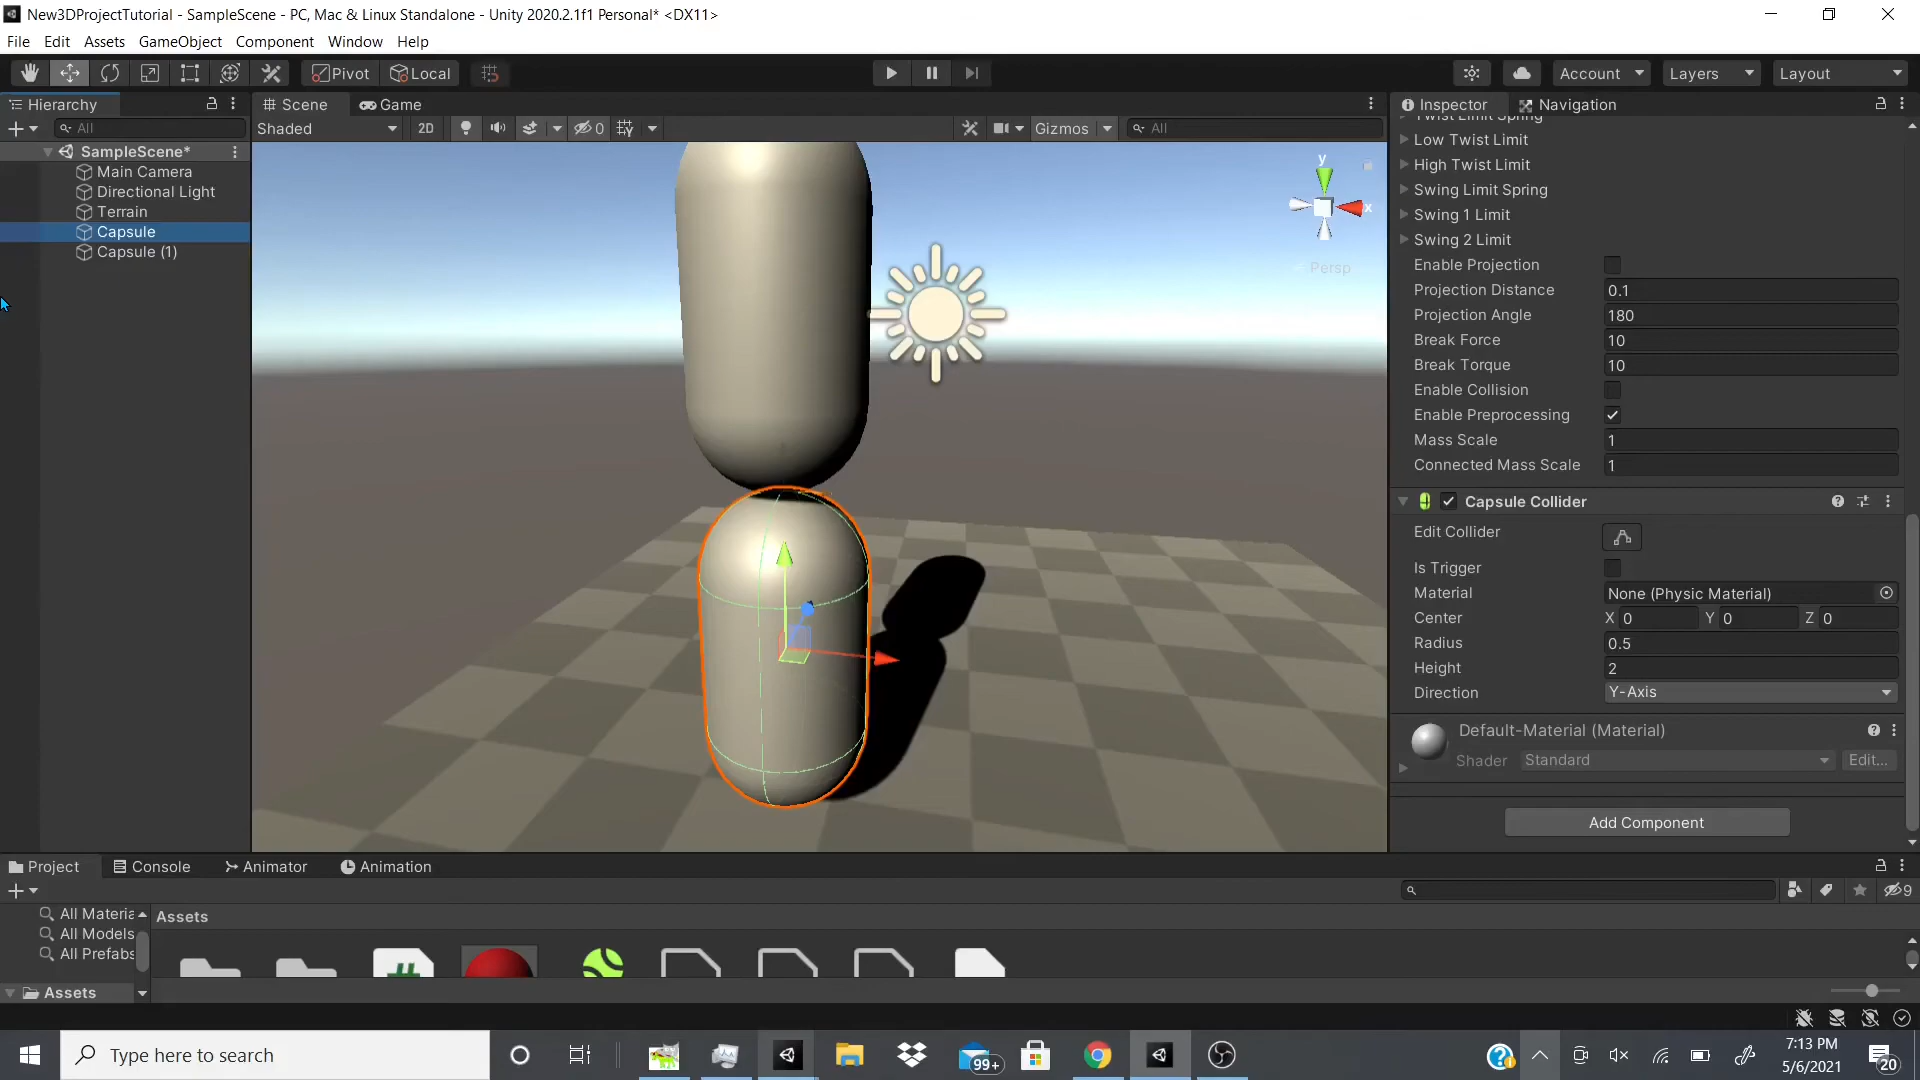 New3DProjectTutorial - SampleScene - PC, Mac & Linux Standalone - Unity 2020.2.1f1 Personal* <DX11>
File Edit Assets GameObject Component Window Help
Pivot Local Account Layers Layout
Hierarchy
All
SampleScene*
Main Camera
Directional Light
Terrain
Capsule
Capsule (1)
Scene Game
Shaded 2D 0 Gizmos All
y
x
Persp
Inspector Navigation
Twist Limit Spring
Low Twist Limit
High Twist Limit
Swing Limit Spring
Swing 1 Limit
Swing 2 Limit
Enable Projection
Projection Distance 0.1
Projection Angle 180
Break Force 10
Break Torque 10
Enable Collision
Enable Preprocessing
Mass Scale 1
Connected Mass Scale 1
Capsule Collider
Edit Collider
Is Trigger
Material None (Physic Material)
Center X 0 Y 0 Z 0
Radius 0.5
Height 2
Direction Y-Axis
Default-Material (Material)
Shader Standard Edit...
Add Component
Project Console Animator Animation
9
All Materia
All Models
All Prefabs
Assets
Assets
#
Type here to search
99+
7:13 PM
5/6/2021
20